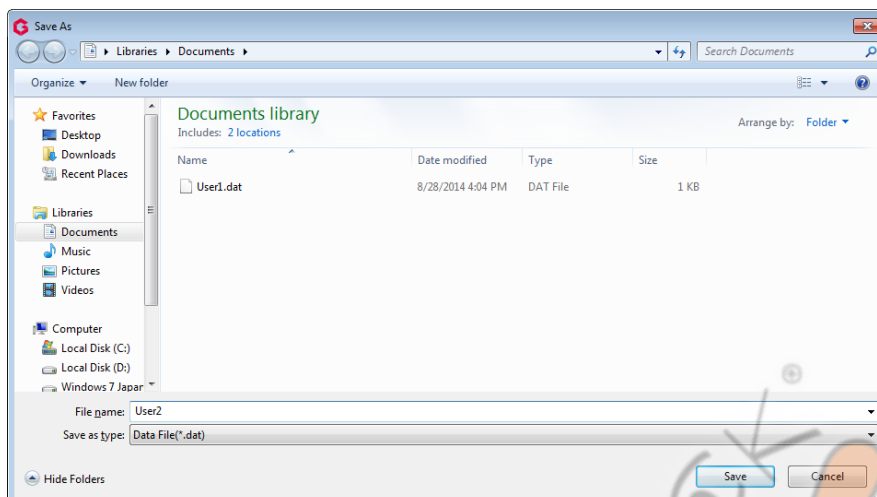 Save As
Libraries Documents Search Documents
Organize New folder
Favorites
Desktop
Downloads
Recent Places
Libraries
Documents
Music
Pictures
Videos
Computer
Local Disk (C:)
Local Disk (D:)
Windows 7 Japar
Documents library
Includes: 2 locations
Arrange by: Folder
Name Date modified Type Size
User1.dat 8/28/2014 4:04 PM DAT File 1 KB
File name: User2
Save as type: Data File(*.dat)
Hide Folders Save Cancel